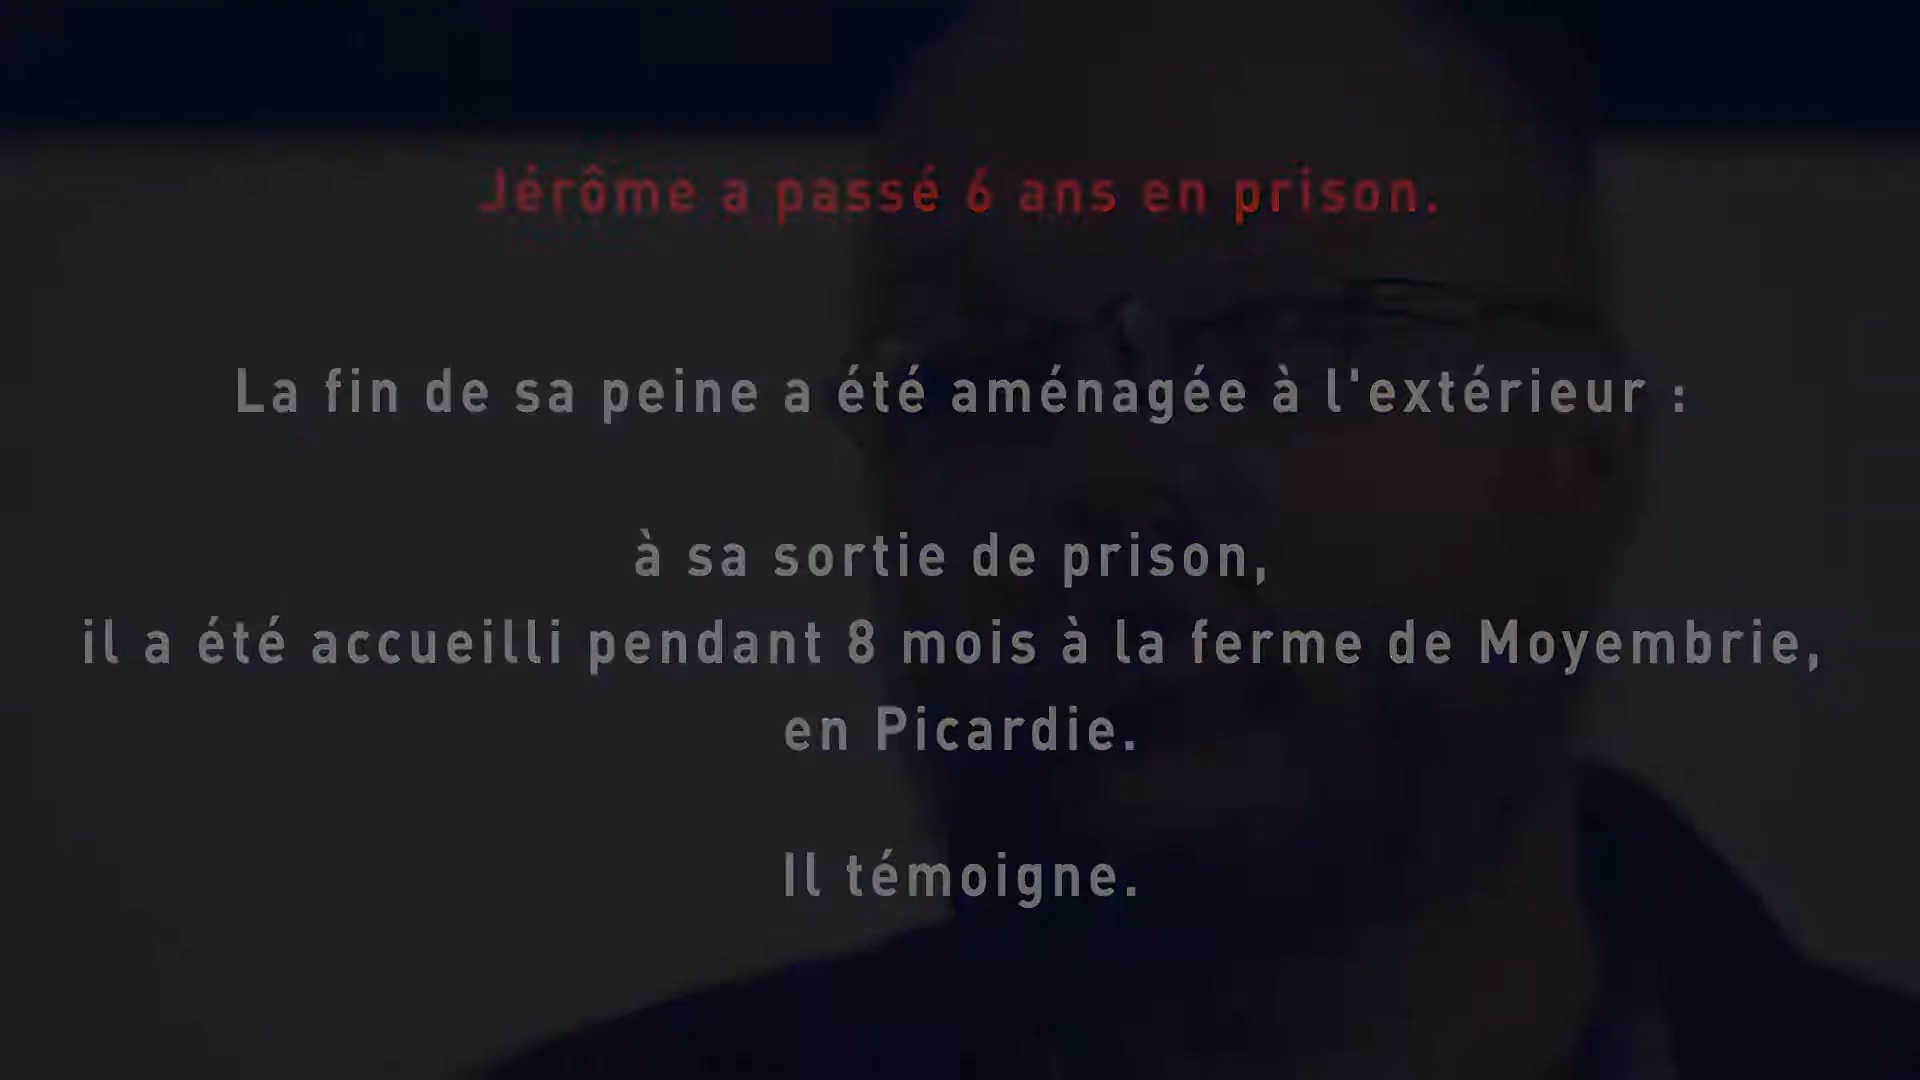 Jérôme a passé 6 ans en prison.
La fin de sa peine a été aménagée à l'extérieur :
à sa sortie de prison,
il a été accueilli pendant 8 mois à la ferme de Moyembrie,
en Picardie.
Il témoigne.